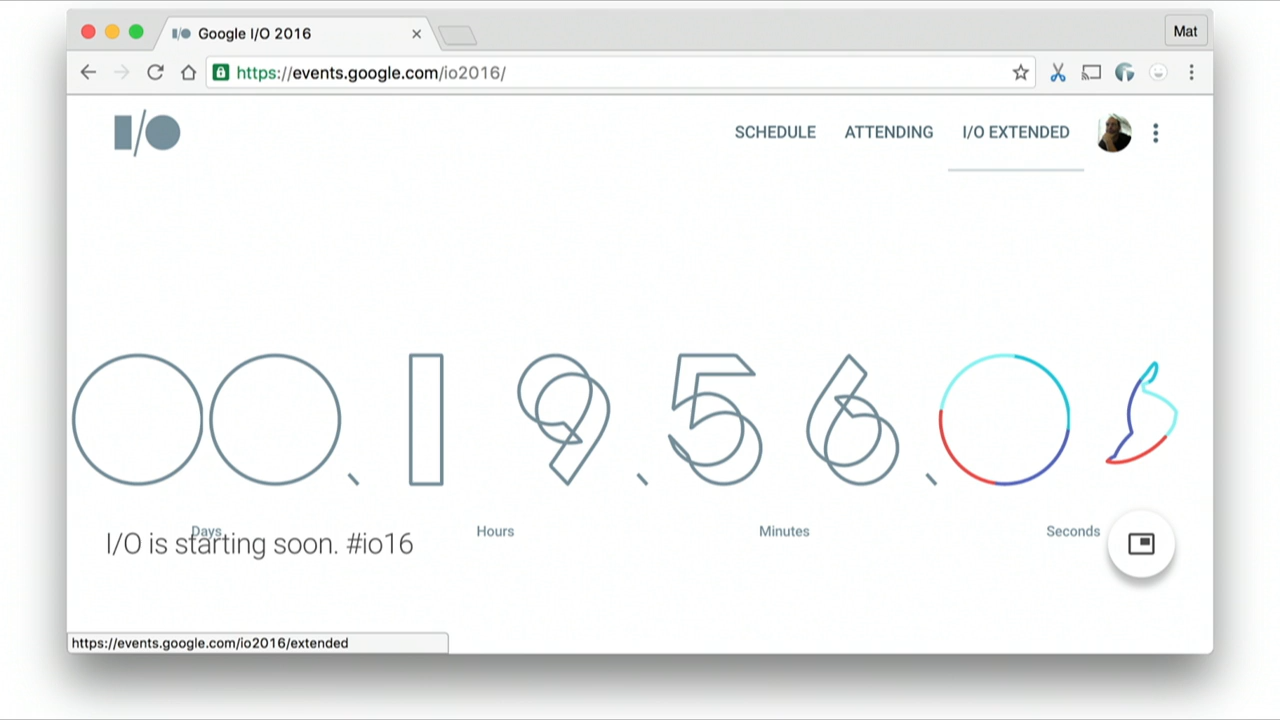 Google I/O 2016
Mat
https://events.google.com/io2016/
I/O
SCHEDULE ATTENDING I/O EXTENDED
00 19 56 0
Days Hours Minutes Seconds
I/O is starting soon. #io16
https://events.google.com/io2016/extended